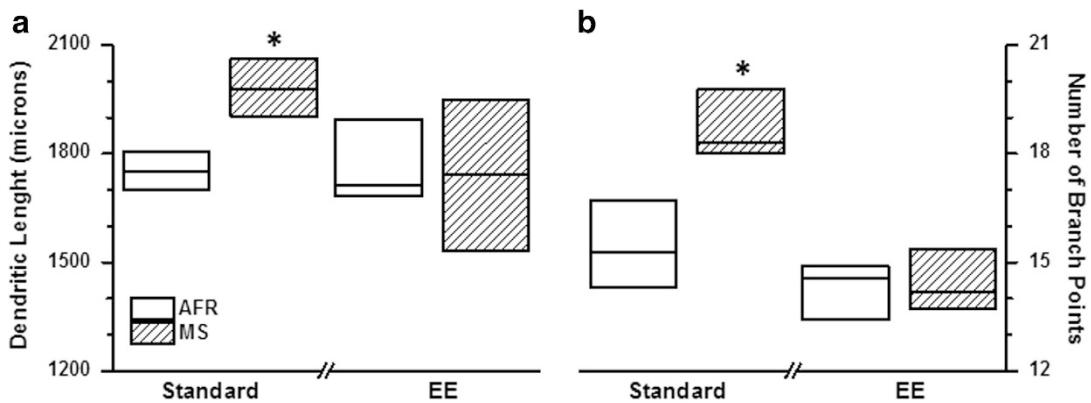 a
b
Dendritic Lenght (microns)
2100
1800
1500
1200
*
AFR
MS
Standard
EE
*
Standard
EE
21
18
15
12
Number of Branch Points